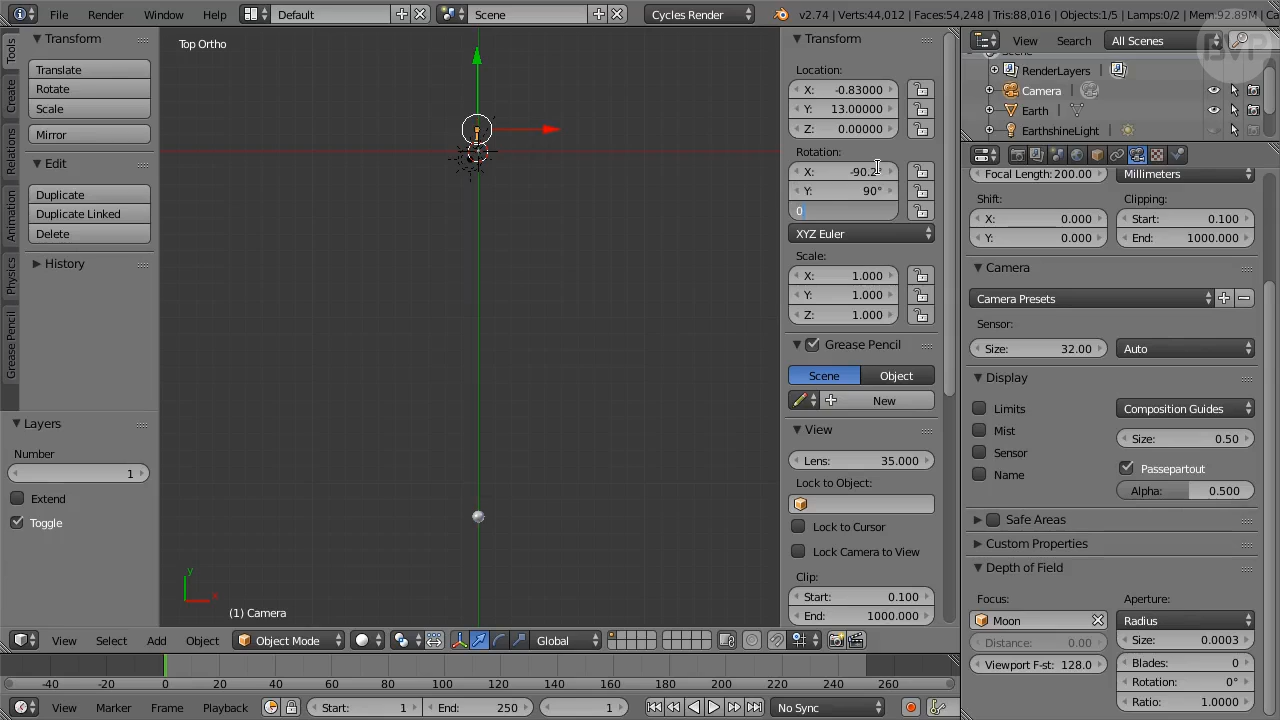 File Render Window Help Default Scene Cycles Render v2.74 | Verts:44,012 | Faces:54,248 | Tris:88,016 | Objects:1/5 | Lamps:0/2 | Mem:92.89M
Tools
Create
Relations
Animation
Physics
Grease Pencil
Transform
Translate
Rotate
Scale
Mirror
Edit
Duplicate
Duplicate Linked
Delete
History
Layers
Number
1
Extend
Toggle
Top Ortho
y
x
(1) Camera
Transform
Location:
X: -0.83000
Y: 13.00000
Z: 0.00000
Rotation:
X: -90.2
Y: 90°
0
XYZ Euler
Scale:
X: 1.000
Y: 1.000
Z: 1.000
Grease Pencil
Scene Object
New
View
Lens: 35.000
Lock to Object:
Lock to Cursor
Lock Camera to View
Clip:
Start: 0.100
End: 1000.000
View Search All Scenes
BMP
RenderLayers
Camera
Earth
EarthshineLight
Focal Length: 200.00 Millimeters
Shift: Clipping:
X: 0.000 Start: 0.100
Y: 0.000 End: 1000.000
Camera
Camera Presets
Sensor:
Size: 32.00 Auto
Display
Limits Composition Guides
Mist Size: 0.50
Sensor Passepartout
Name Alpha: 0.500
Safe Areas
Custom Properties
Depth of Field
Focus: Aperture:
Moon Radius
Distance: 0.00 Size: 0.0003
Viewport F-st: 128.0 Blades: 0
Rotation: 0°
Ratio: 1.0000
View Select Add Object Object Mode Global
-40 -20 0 20 40 60 80 100 120 140 160 180 200 220 240 260
View Marker Frame Playback Start: 1 End: 250 1 No Sync